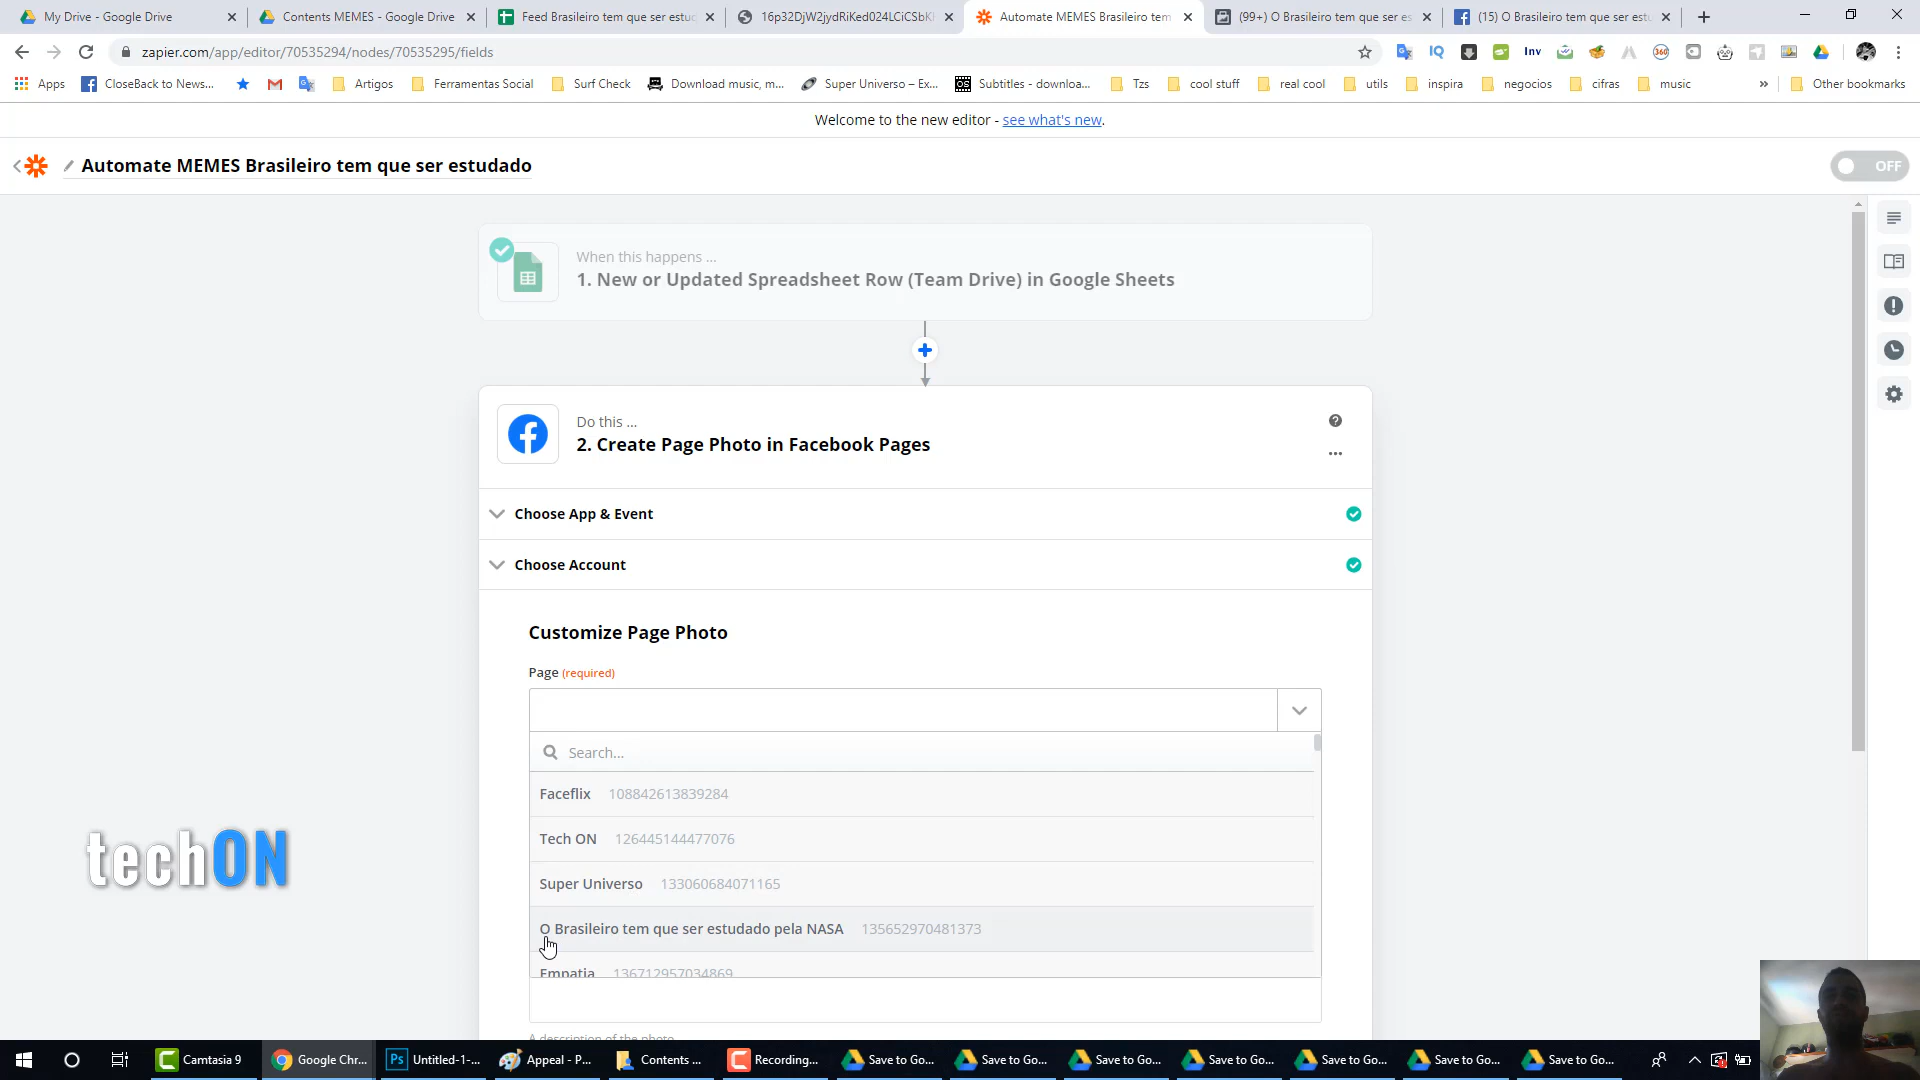 My Drive - Google Drive
Contents MEMES - Google Drive
Feed Brasileiro tem que ser estud
16p32DjW2jydRiKed024LCiCSbK
Automate MEMES Brasileiro tem
(99+) O Brasileiro tem que ser es
(15) O Brasileiro tem que ser estu
zapier.com/app/editor/70535294/nodes/70535295/fields
Apps
CloseBack to News...
Artigos
Ferramentas Social
Surf Check
Download music, m...
Super Universo – Ex...
Subtitles - downloa...
Tzs
cool stuff
real cool
utils
inspira
negocios
cifras
music
Other bookmarks
Welcome to the new editor - see what's new.
Automate MEMES Brasileiro tem que ser estudado
OFF
When this happens ...
1. New or Updated Spreadsheet Row (Team Drive) in Google Sheets
Do this ...
2. Create Page Photo in Facebook Pages
Choose App & Event
Choose Account
Customize Page Photo
Page (required)
Search...
Faceflix 108842613839284
Tech ON 126445144477076
Super Universo 133060684071165
O Brasileiro tem que ser estudado pela NASA 135652970481373
Empatia 136712957034869
A description of the photo
techON
Camtasia 9
Google Chr...
Untitled-1-...
Appeal - P...
Contents ...
Recording...
Save to Go...
Save to Go...
Save to Go...
Save to Go...
Save to Go...
Save to Go...
Save to Go...